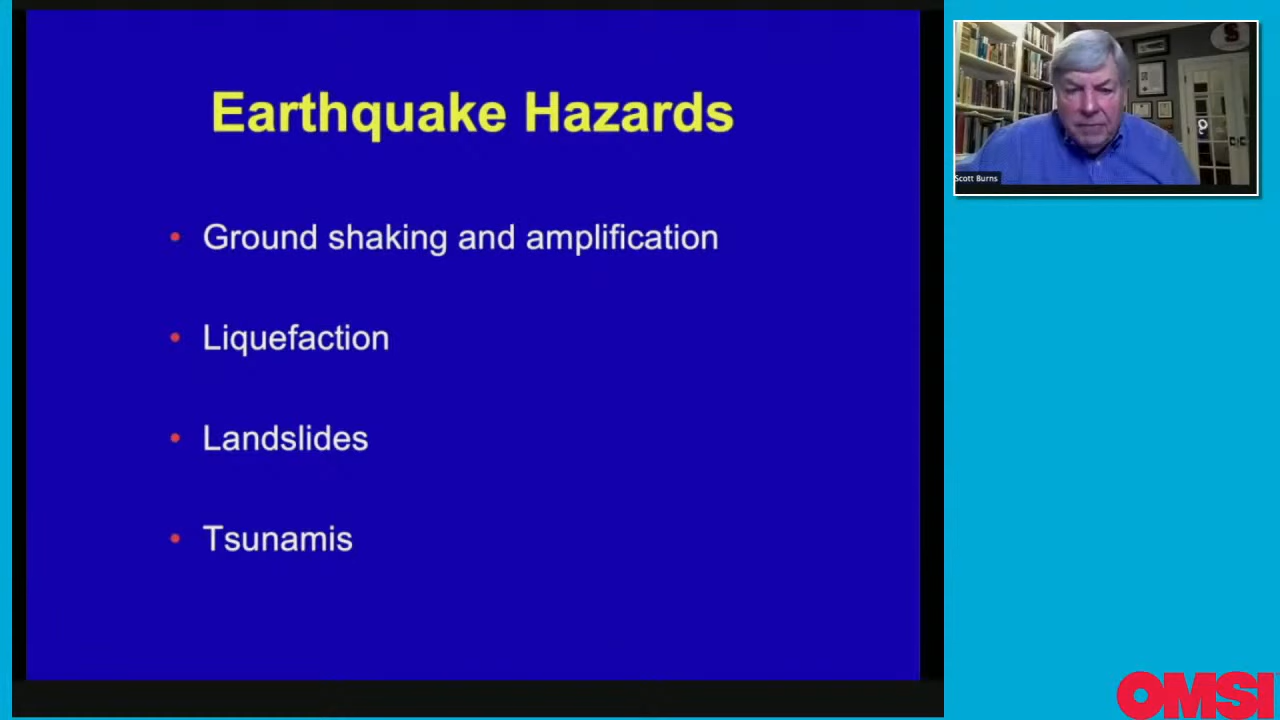 Earthquake Hazards
• Ground shaking and amplification
• Liquefaction
• Landslides
• Tsunamis
Scott Burns
S
OMSI